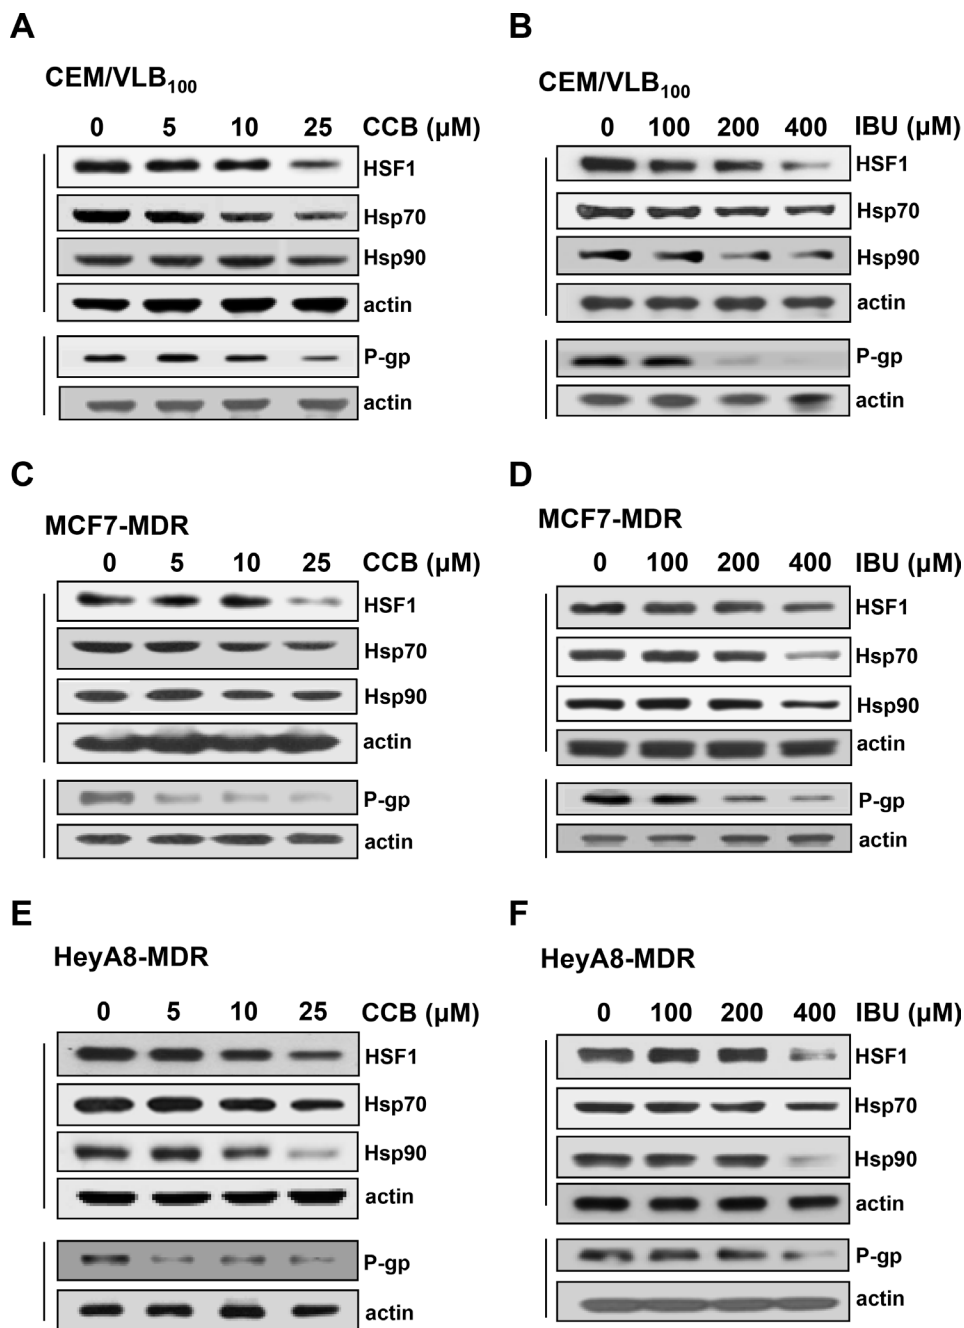 A
CEM/VLB100
0 5 10 25 CCB (µM)
HSF1
Hsp70
Hsp90
actin
P-gp
actin
B
CEM/VLB100
0 100 200 400 IBU (µM)
HSF1
Hsp70
Hsp90
actin
P-gp
actin
C
MCF7-MDR
0 5 10 25 CCB (µM)
HSF1
Hsp70
Hsp90
actin
P-gp
actin
D
MCF7-MDR
0 100 200 400 IBU (µM)
HSF1
Hsp70
Hsp90
actin
P-gp
actin
E
HeyA8-MDR
0 5 10 25 CCB (µM)
HSF1
Hsp70
Hsp90
actin
P-gp
actin
F
HeyA8-MDR
0 100 200 400 IBU (µM)
HSF1
Hsp70
Hsp90
actin
P-gp
actin